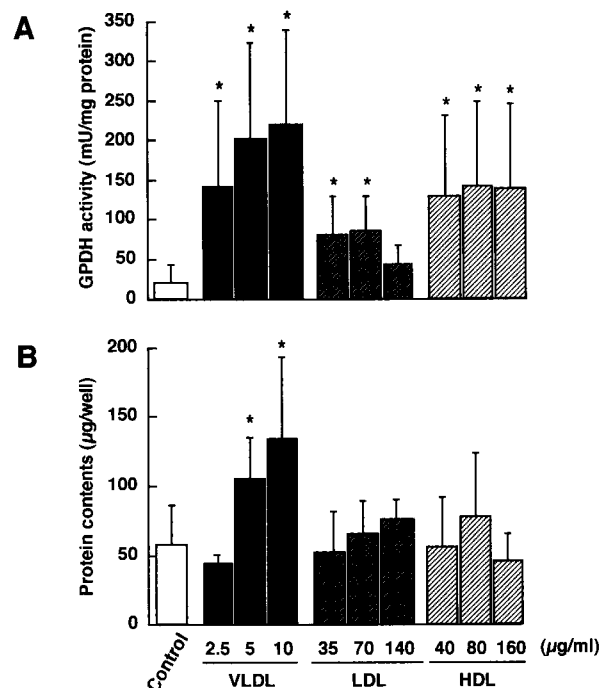 A
GPDH activity (mU/mg protein)
350
300
250
200
150
100
50
0
* * *
* *
* * *
B
Protein contents (µg/well)
200
150
100
50
0
* *
Control 2.5 5 10 35 70 140 40 80 160 (µg/ml)
VLDL LDL HDL